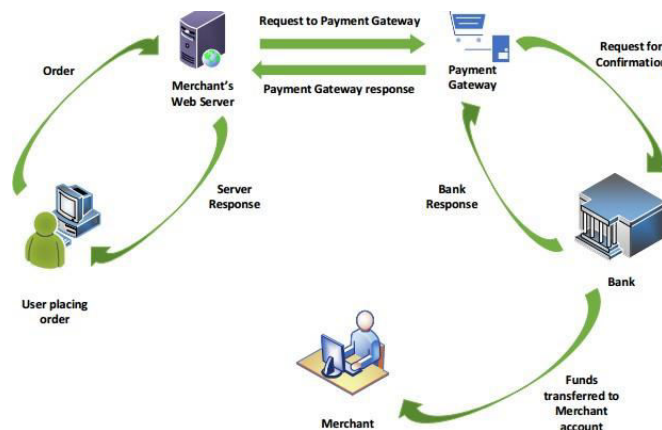 Request to Payment Gateway
Order
Merchant's
Web Server
Payment Gateway response
Payment
Gateway
Request for
Confirmation
Server
Response
Bank
Response
User placing
order
Bank
Merchant
Funds
transferred to
Merchant
account